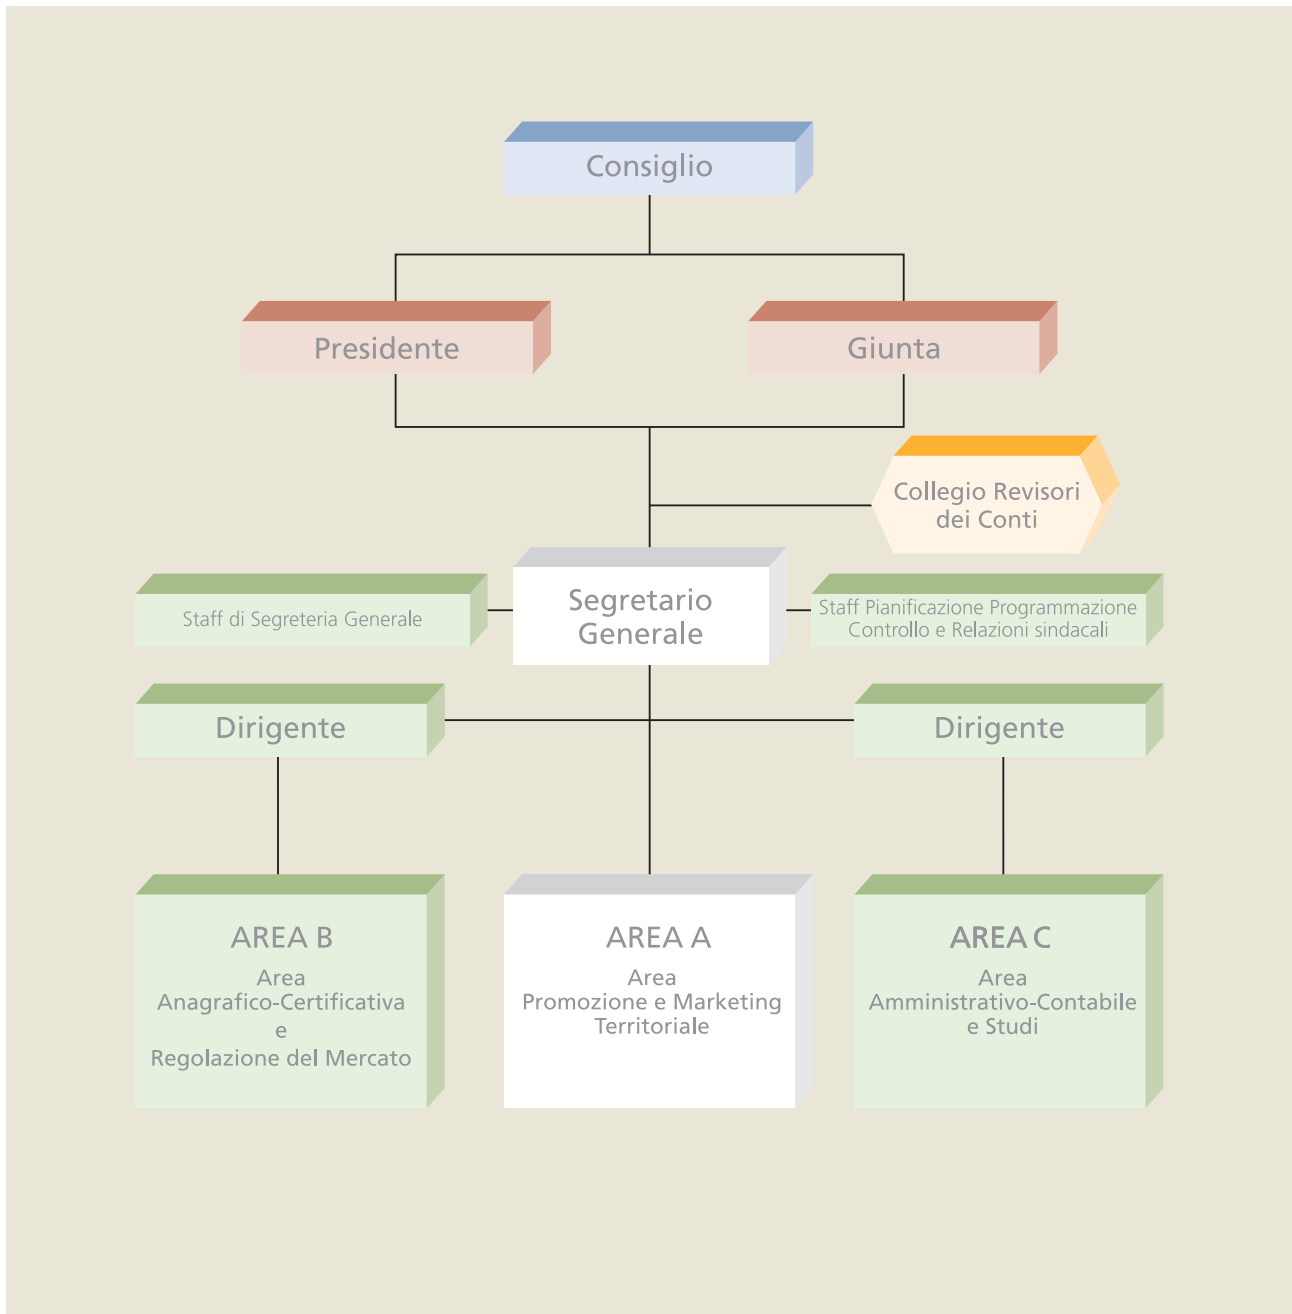 Consiglio
Presidente
Giunta
Collegio Revisori
dei Conti
Segretario
Generale
Staff di Segreteria Generale
Staff Pianificazione Programmazione
Controllo e Relazioni sindacali
Dirigente
Dirigente
AREA B
Area
Anagrafico-Certificativa
e
Regolazione del Mercato
AREA A
Area
Promozione e Marketing
Territoriale
AREA C
Area
Amministrativo-Contabile
e Studi